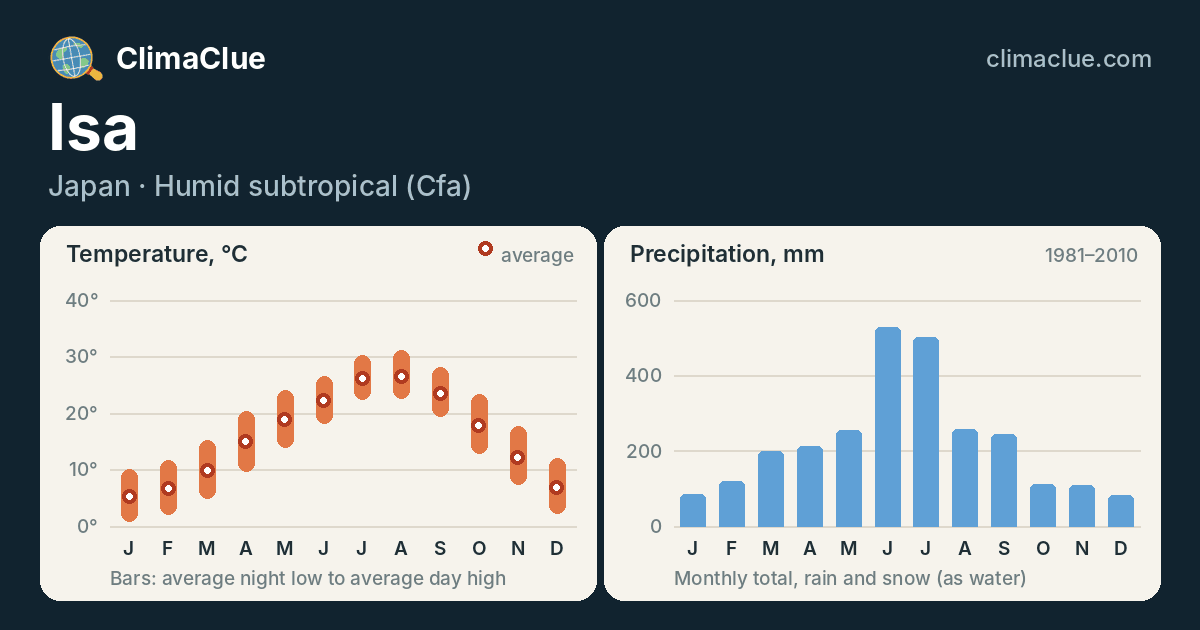 ClimaClue
climaclue.com
Isa
Japan · Humid subtropical (Cfa)
Temperature, °C
average
40°
30°
20°
10°
0°
J F M A M J J A S O N D
Bars: average night low to average day high
Precipitation, mm
1981–2010
600
400
200
0
J F M A M J J A S O N D
Monthly total, rain and snow (as water)